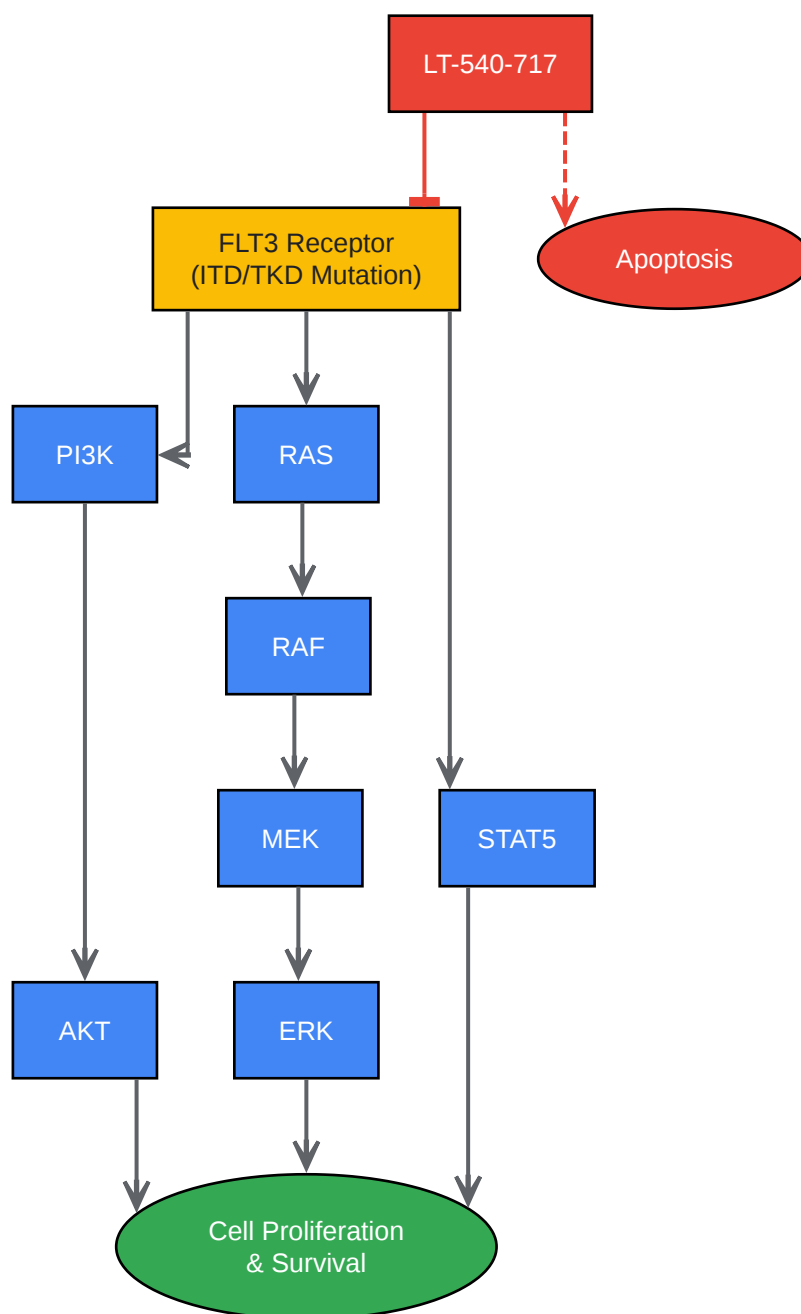 LT-540-717
FLT3 Receptor
(ITD/TKD Mutation)
Apoptosis
PI3K
RAS
RAF
MEK
STAT5
AKT
ERK
Cell Proliferation
& Survival